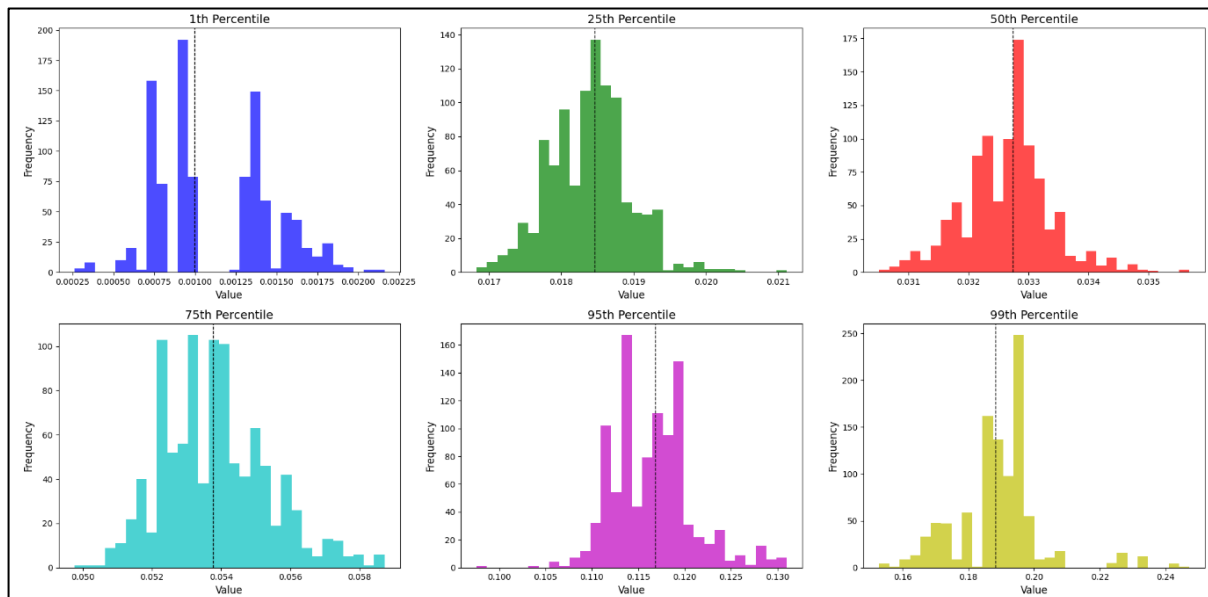 1th Percentile
200
175
150
125
100
75
50
25
0
Frequency
0.00025 0.00050 0.00075 0.00100 0.00125 0.00150 0.00175 0.00200 0.00225
Value
25th Percentile
140
120
100
80
60
40
20
0
Frequency
0.017 0.018 0.019 0.020 0.021
Value
50th Percentile
175
150
125
100
75
50
25
0
Frequency
0.031 0.032 0.033 0.034 0.035
Value
75th Percentile
100
80
60
40
20
0
Frequency
0.050 0.052 0.054 0.056 0.058
Value
95th Percentile
160
140
120
100
80
60
40
20
0
Frequency
0.100 0.105 0.110 0.115 0.120 0.125 0.130
Value
99th Percentile
250
200
150
100
50
0
Frequency
0.16 0.18 0.20 0.22 0.24
Value